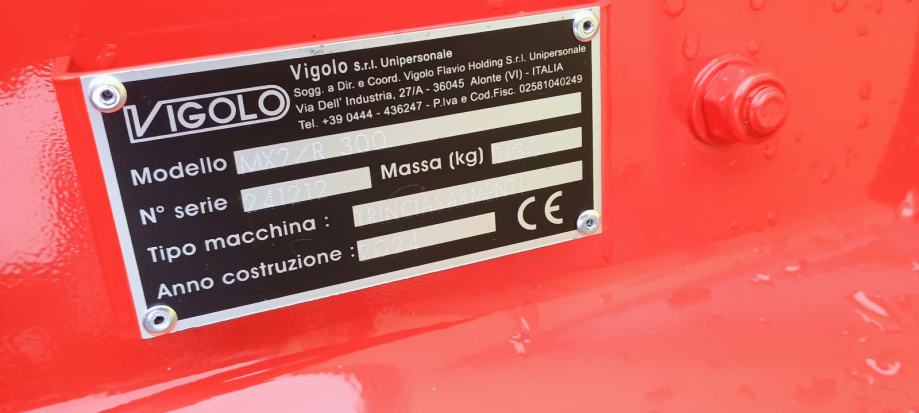 VIGOLO
Vigolo s.r.l. Unipersonale
Sogg. a Dir. e Coord. Vigolo Flavio Holding S.r.l. Unipersonale
Via Dell' Industria, 27/A - 36045 Alonte (VI) - ITALIA
Tel. +39 0444 - 436247 - P.Iva e Cod.Fisc. 02581040249
Modello MX2/R 300
N° serie 241212 Massa (kg) 1130
Tipo macchina : TRINCIASARMENTI
Anno costruzione : 2024 CE